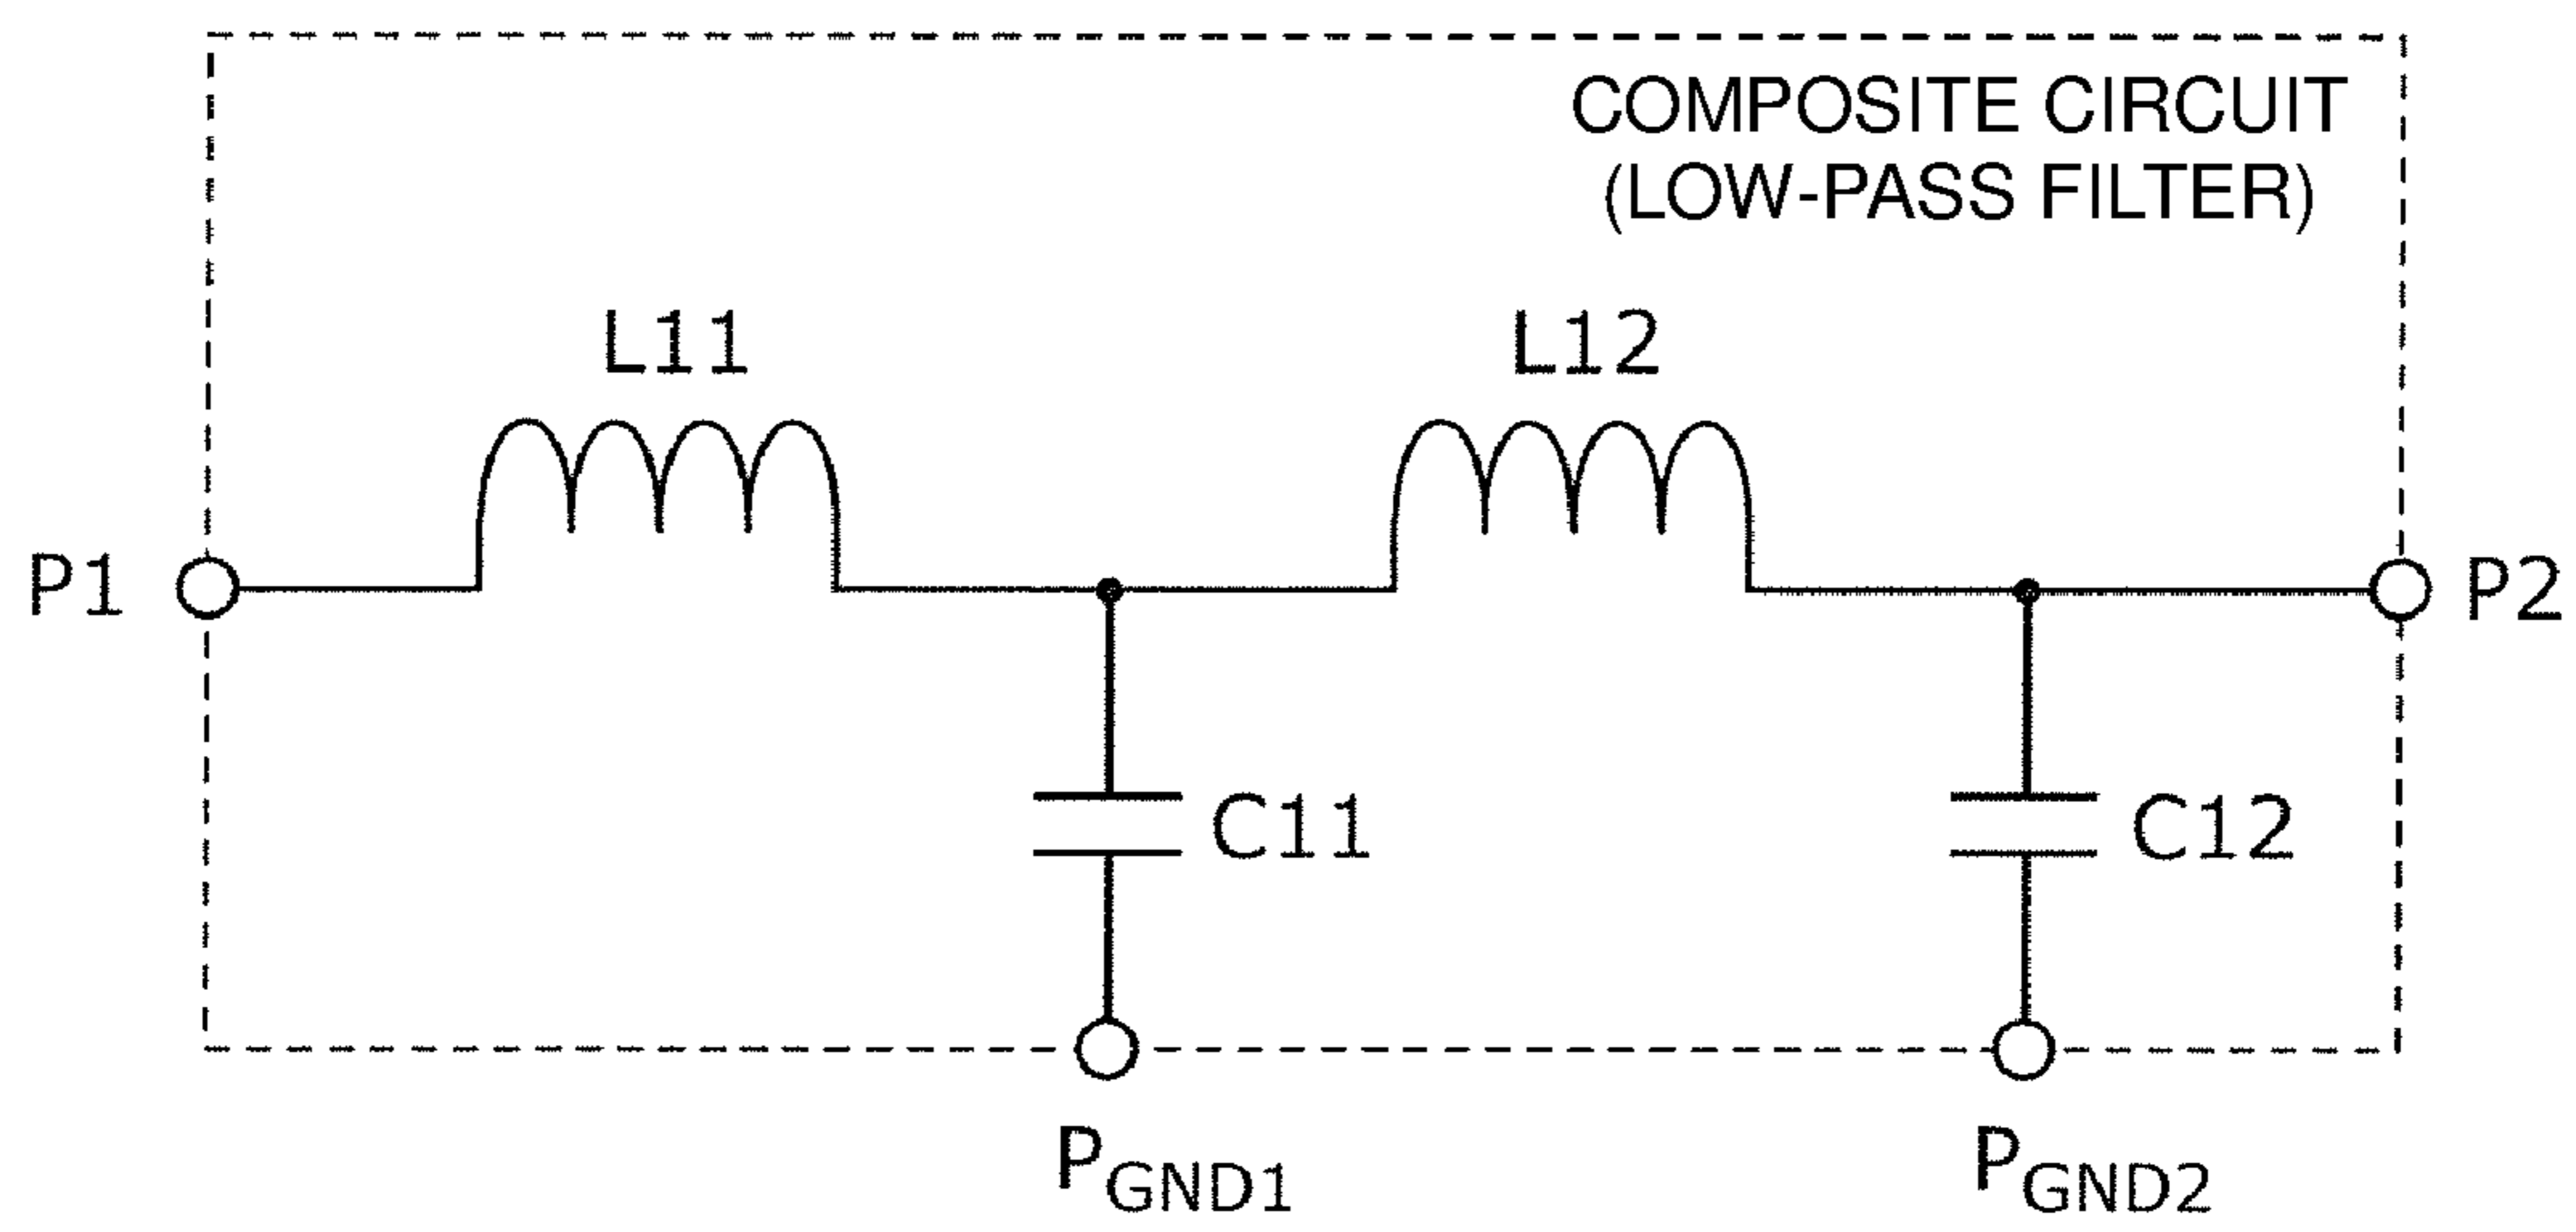 COMPOSITE CIRCUIT
(LOW-PASS FILTER)
L11
L12
P1
P2
C11
C12
PGND1
PGND2